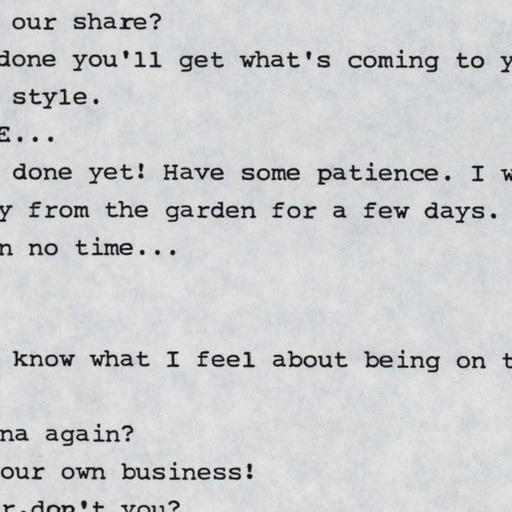 our share?
done you'll get what's coming to y
style.
E...
done yet! Have some patience. I w
y from the garden for a few days.
n no time...
know what I feel about being on t
na again?
our own business!
r,don't you?